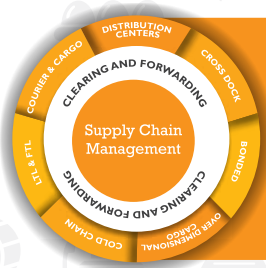 DISTRIBUTION
CENTERS
CROSS DOCK
BONDED
OVER DIMENSIONAL
CARGO
COLD CHAIN
LTL & FTL
COURIER & CARGO
CLEARING AND FORWARDING
CLEARING AND FORWARDING
Supply Chain
Management